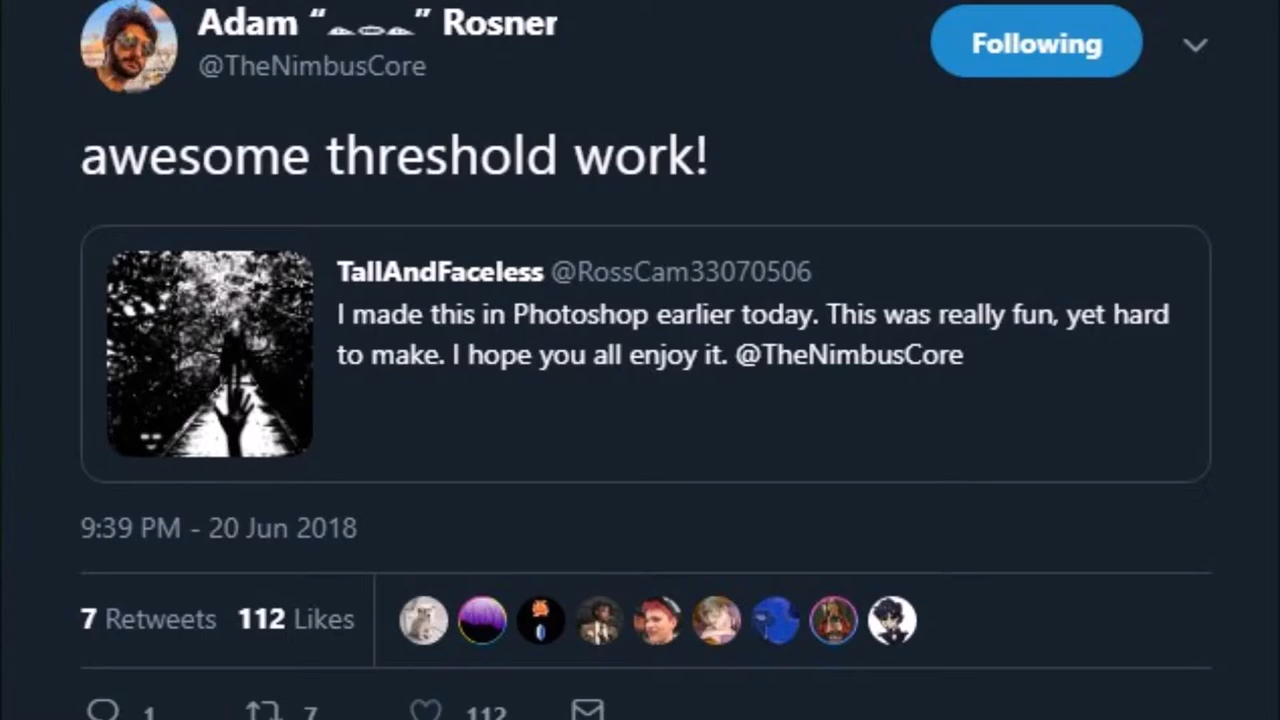 Adam “𓂁𓁹𓂁” Rosner
@TheNimbusCore
Following
awesome threshold work!
TallAndFaceless @RossCam33070506
I made this in Photoshop earlier today. This was really fun, yet hard
to make. I hope you all enjoy it. @TheNimbusCore
9:39 PM - 20 Jun 2018
7 Retweets 112 Likes
1 7 112